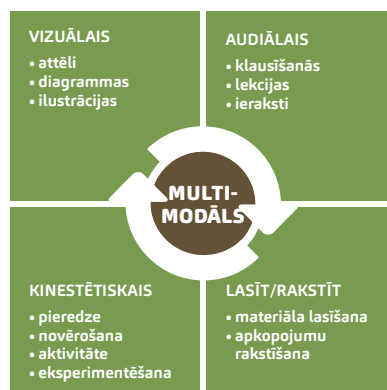 VIZUĀLAIS
• attēli
• diagrammas
• ilustrācijas
AUDIĀLAIS
• klausīšanās
• lekcijas
• ieraksti
MULTI-
MODĀLS
KINESTĒTISKAIS
• pieredze
• novērošana
• aktivitāte
• eksperimentēšana
LASĪT/RAKSTĪT
• materiāla lasīšana
• apkopojumu
rakstīšana